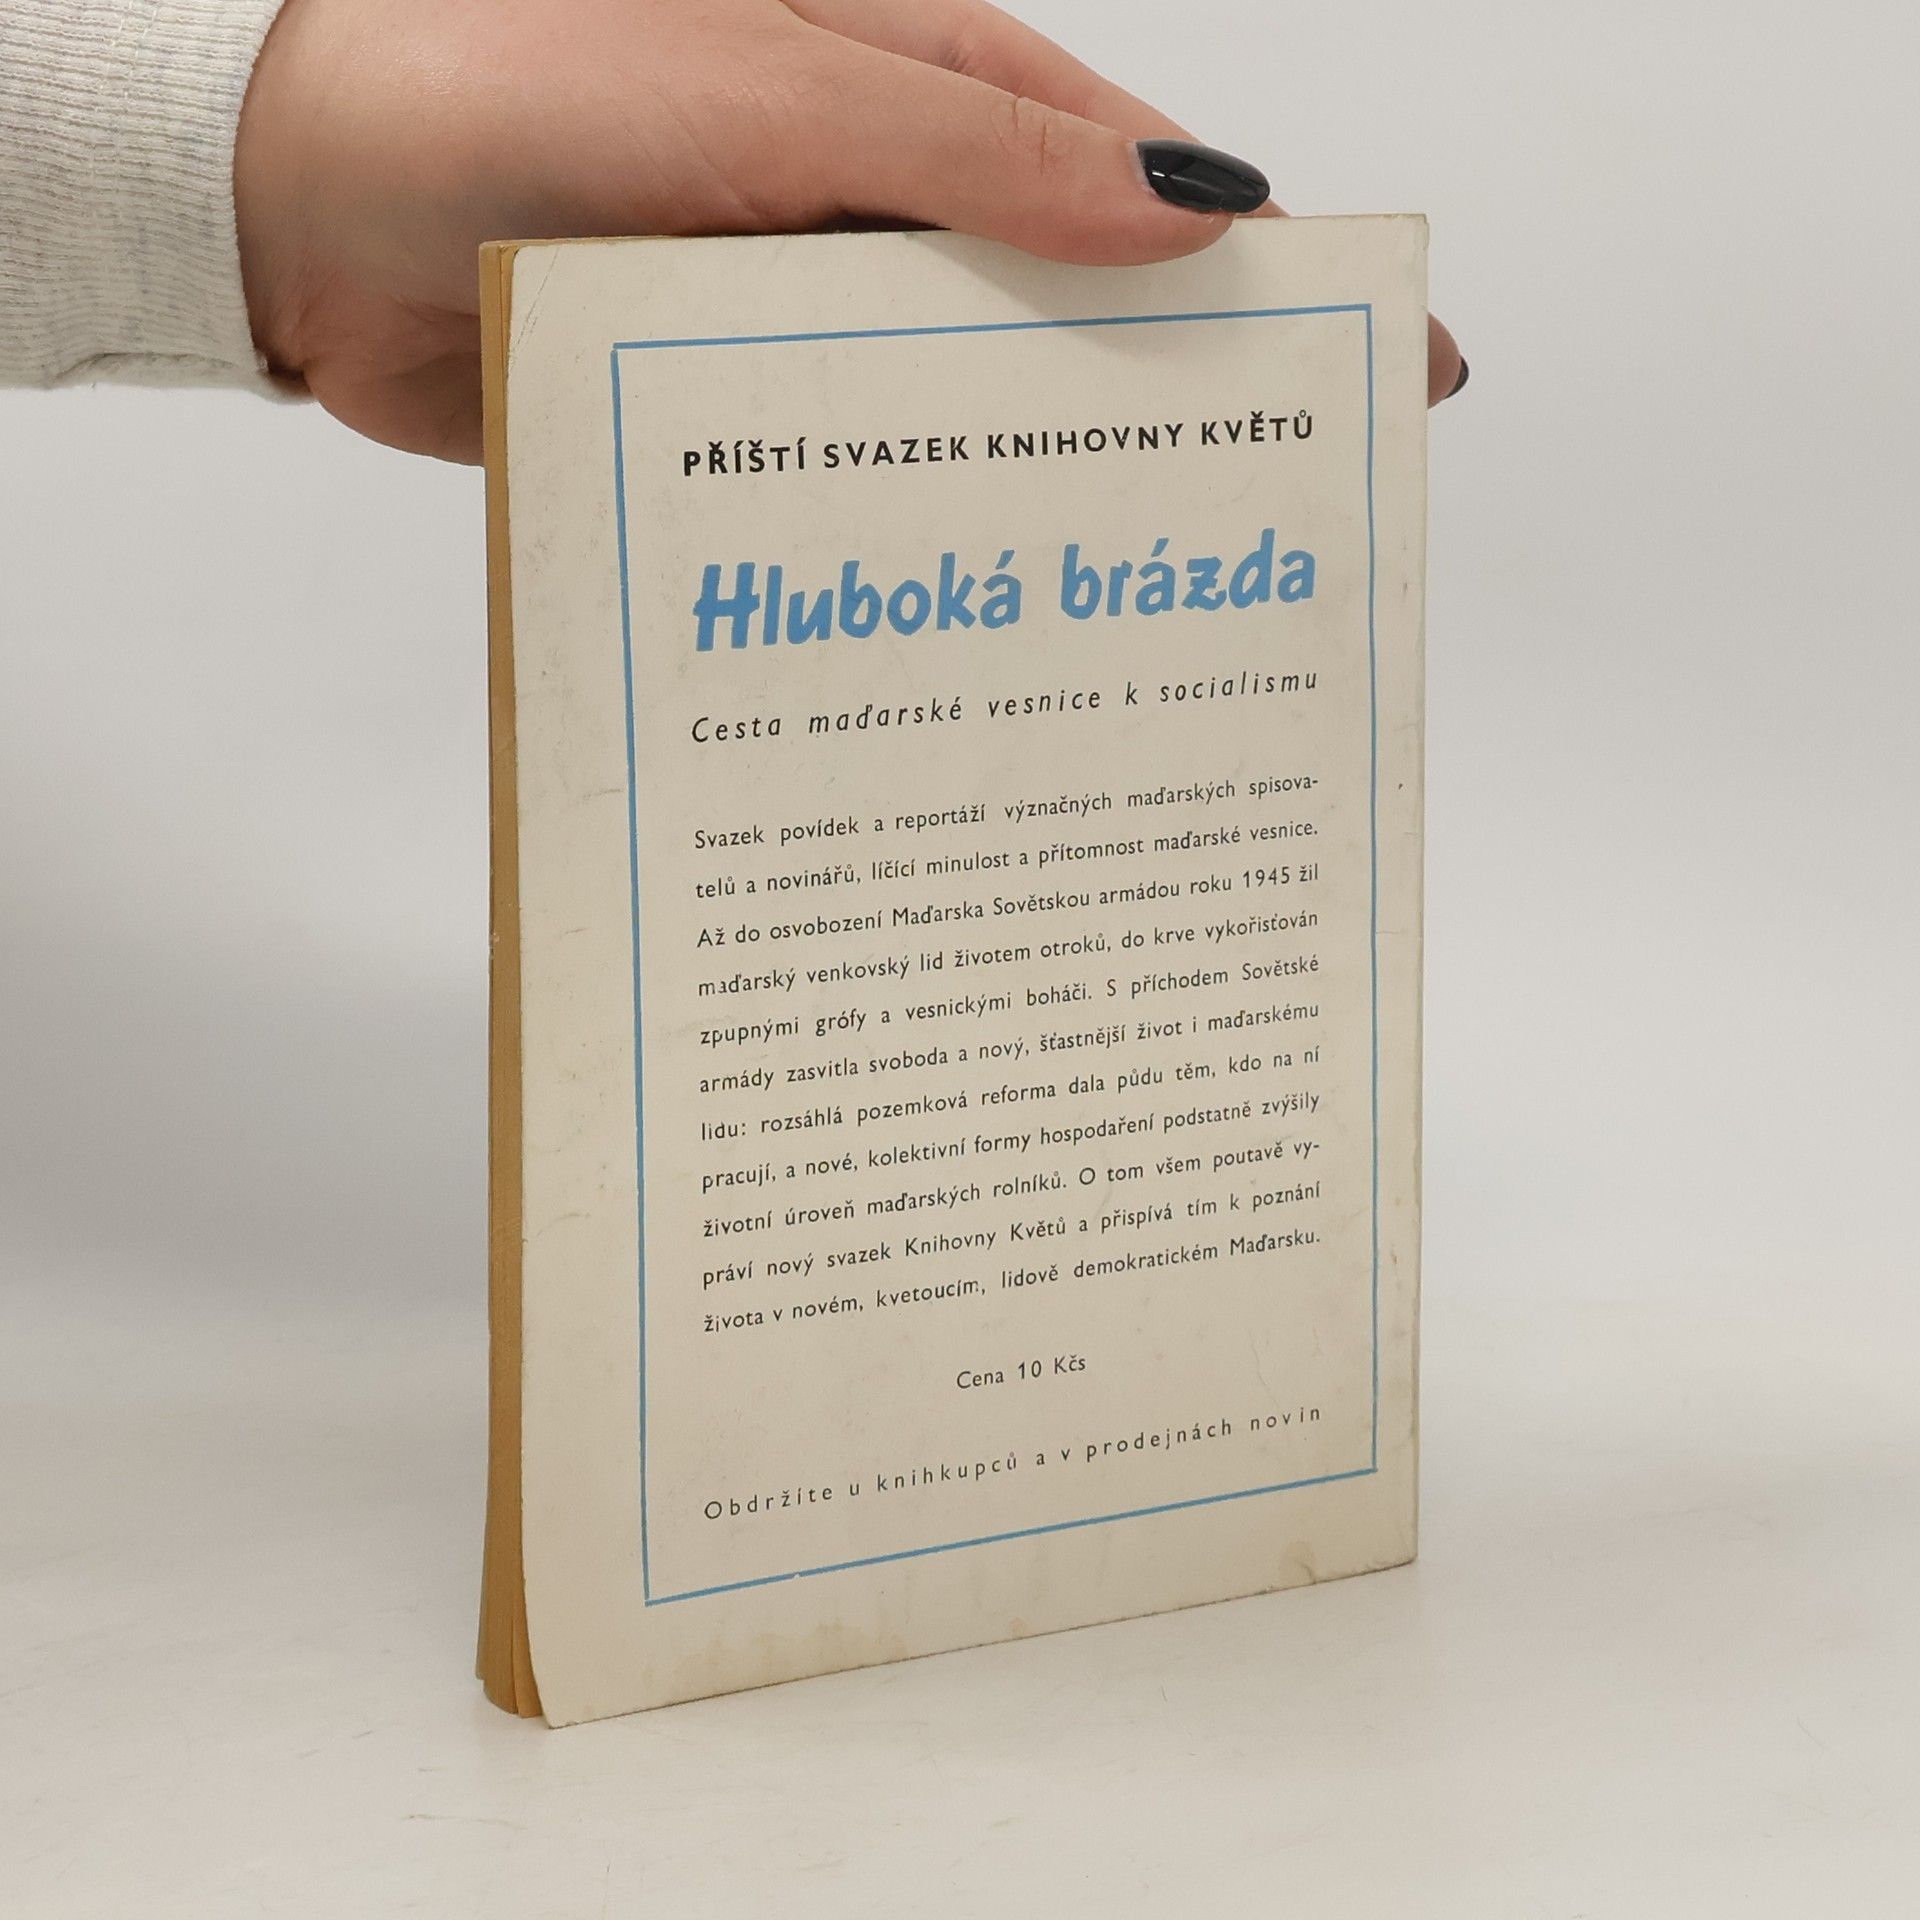 PŘÍŠTÍ SVAZEK KNIHOVNY KVĚTŮ
Hluboká brázda
Cesta maďarské vesnice k socialismu
Svazek povídek a reportáží význačných maďarských spisova-
telů a novinářů, líčící minulost a přítomnost maďarské vesnice.
Až do osvobození Maďarska Sovětskou armádou roku 1945 žil
maďarský venkovský lid životem otroků, do krve vykořisťován
zpupnými grófy a vesnickými boháči. S příchodem Sovětské
armády zasvitla svoboda a nový, šťastnější život i maďarskému
lidu: rozsáhlá pozemková reforma dala půdu těm, kdo na ní
pracují, a nové, kolektivní formy hospodaření podstatně zvýšily
životní úroveň maďarských rolníků. O tom všem poutavě vy-
práví nový svazek Knihovny Květů a přispívá tím k poznání
života v novém, kvetoucím, lidově demokratickém Maďarsku.
Cena 10 Kčs
Obdržíte u knihkupců a v prodejnách novin